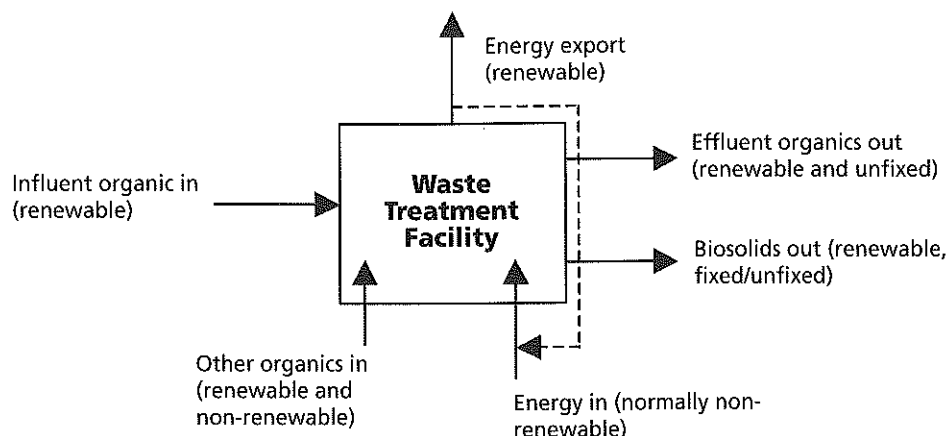 Energy export
(renewable)
Influent organic in
(renewable)
Waste
Treatment
Facility
Effluent organics out
(renewable and unfixed)
Biosolids out (renewable,
fixed/unfixed)
Other organics in
(renewable and
non-renewable)
Energy in (normally non-
renewable)